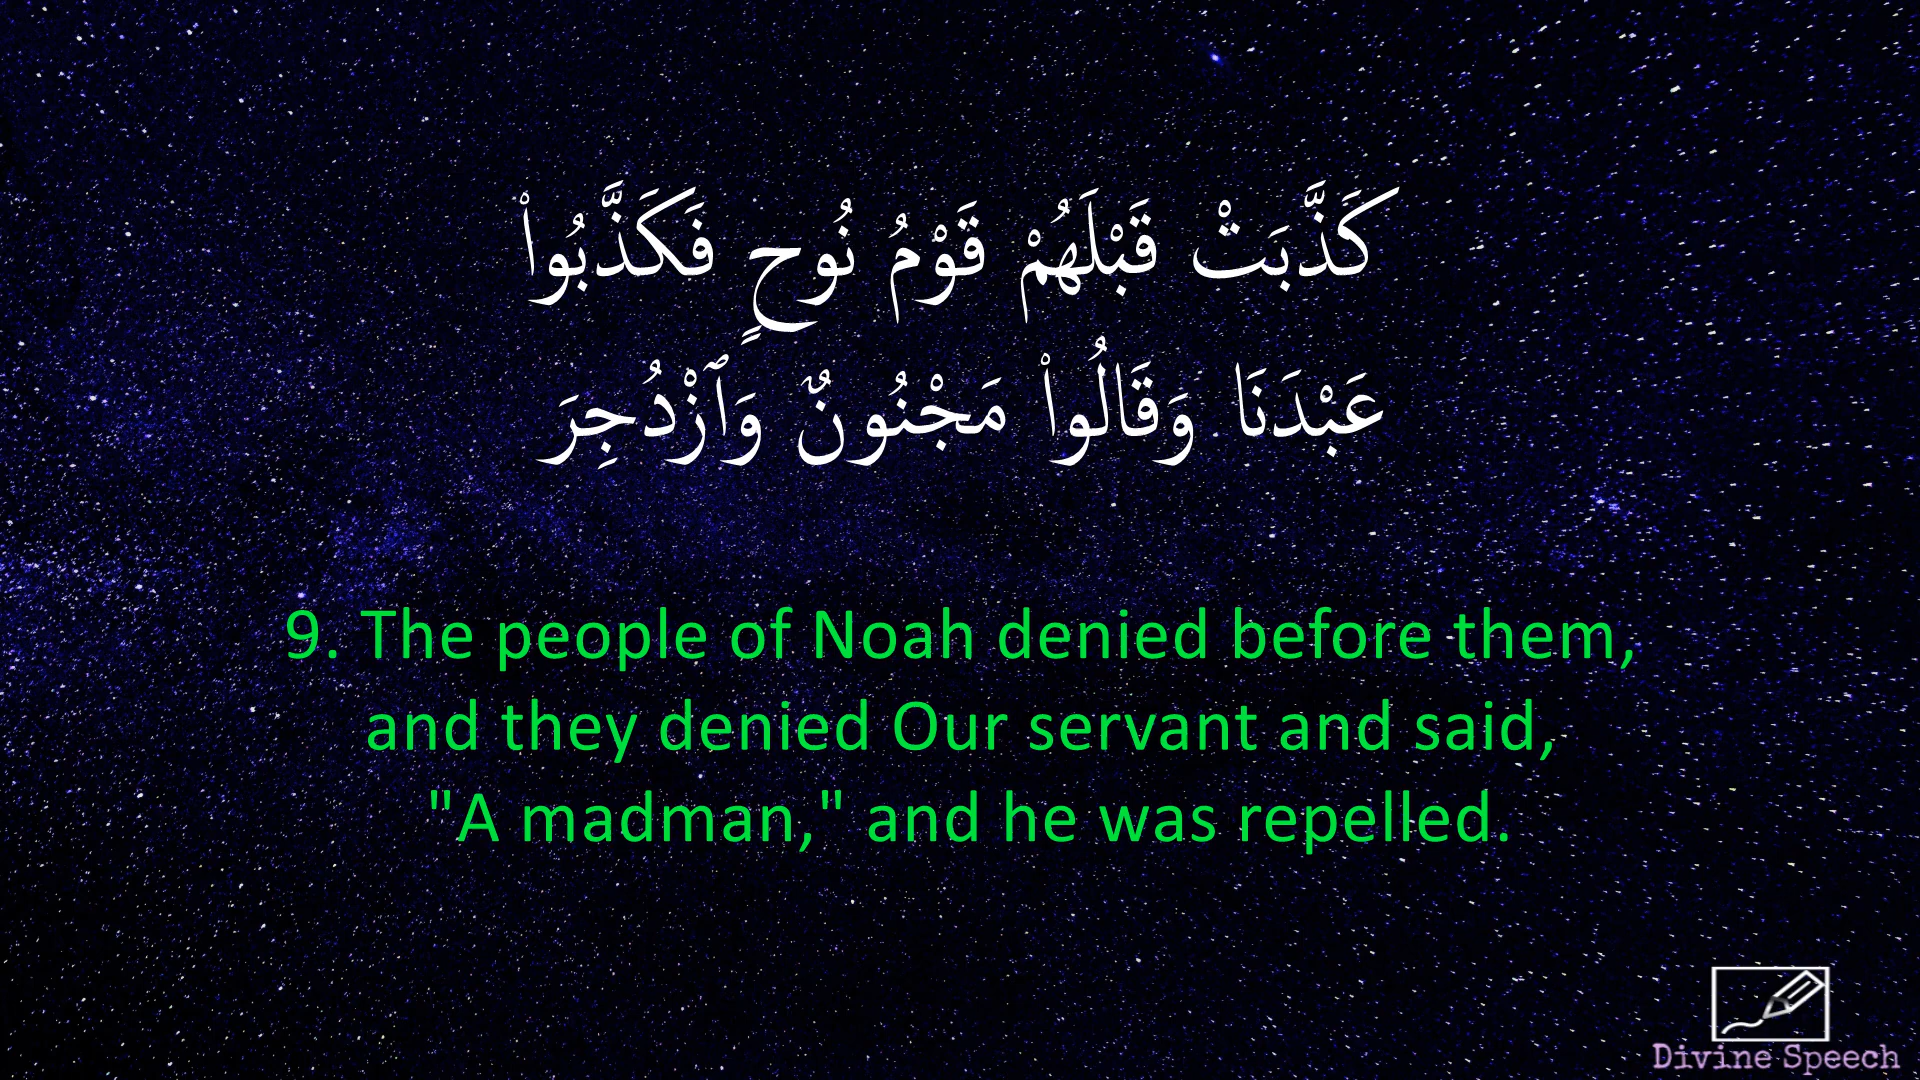 كَذَّبَتْ قَبْلَهُمْ قَوْمُ نُوحٍ فَكَذَّبُوا۟
عَبْدَنَا وَقَالُوا۟ مَجْنُونٌ وَٱزْدُجِرَ
9. The people of Noah denied before them,
and they denied Our servant and said,
"A madman," and he was repelled.
Divine Speech